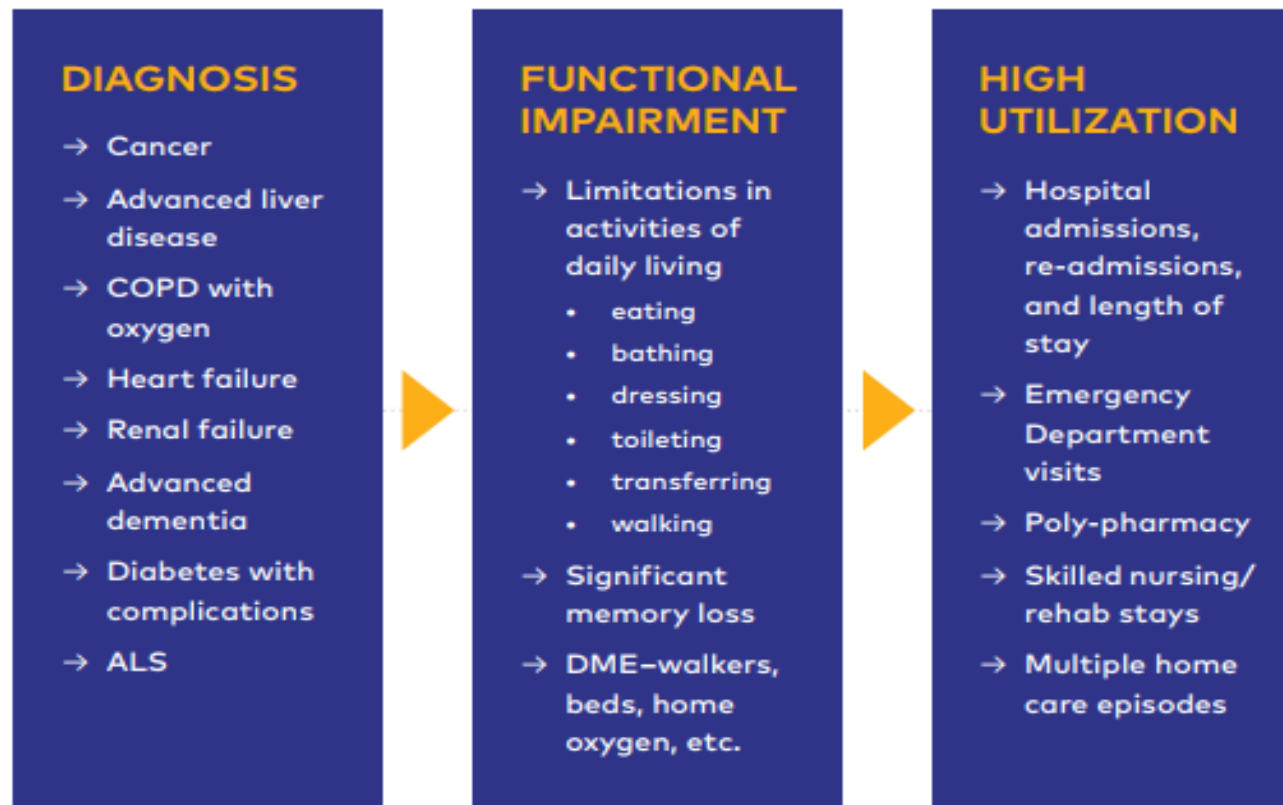 DIAGNOSIS
→ Cancer
→ Advanced liver
disease
→ COPD with
oxygen
→ Heart failure
→ Renal failure
→ Advanced
dementia
→ Diabetes with
complications
→ ALS
FUNCTIONAL
IMPAIRMENT
→ Limitations in
activities of
daily living
• eating
• bathing
• dressing
• toileting
• transferring
• walking
→ Significant
memory loss
→ DME–walkers,
beds, home
oxygen, etc.
HIGH
UTILIZATION
→ Hospital
admissions,
re-admissions,
and length of
stay
→ Emergency
Department
visits
→ Poly-pharmacy
→ Skilled nursing/
rehab stays
→ Multiple home
care episodes